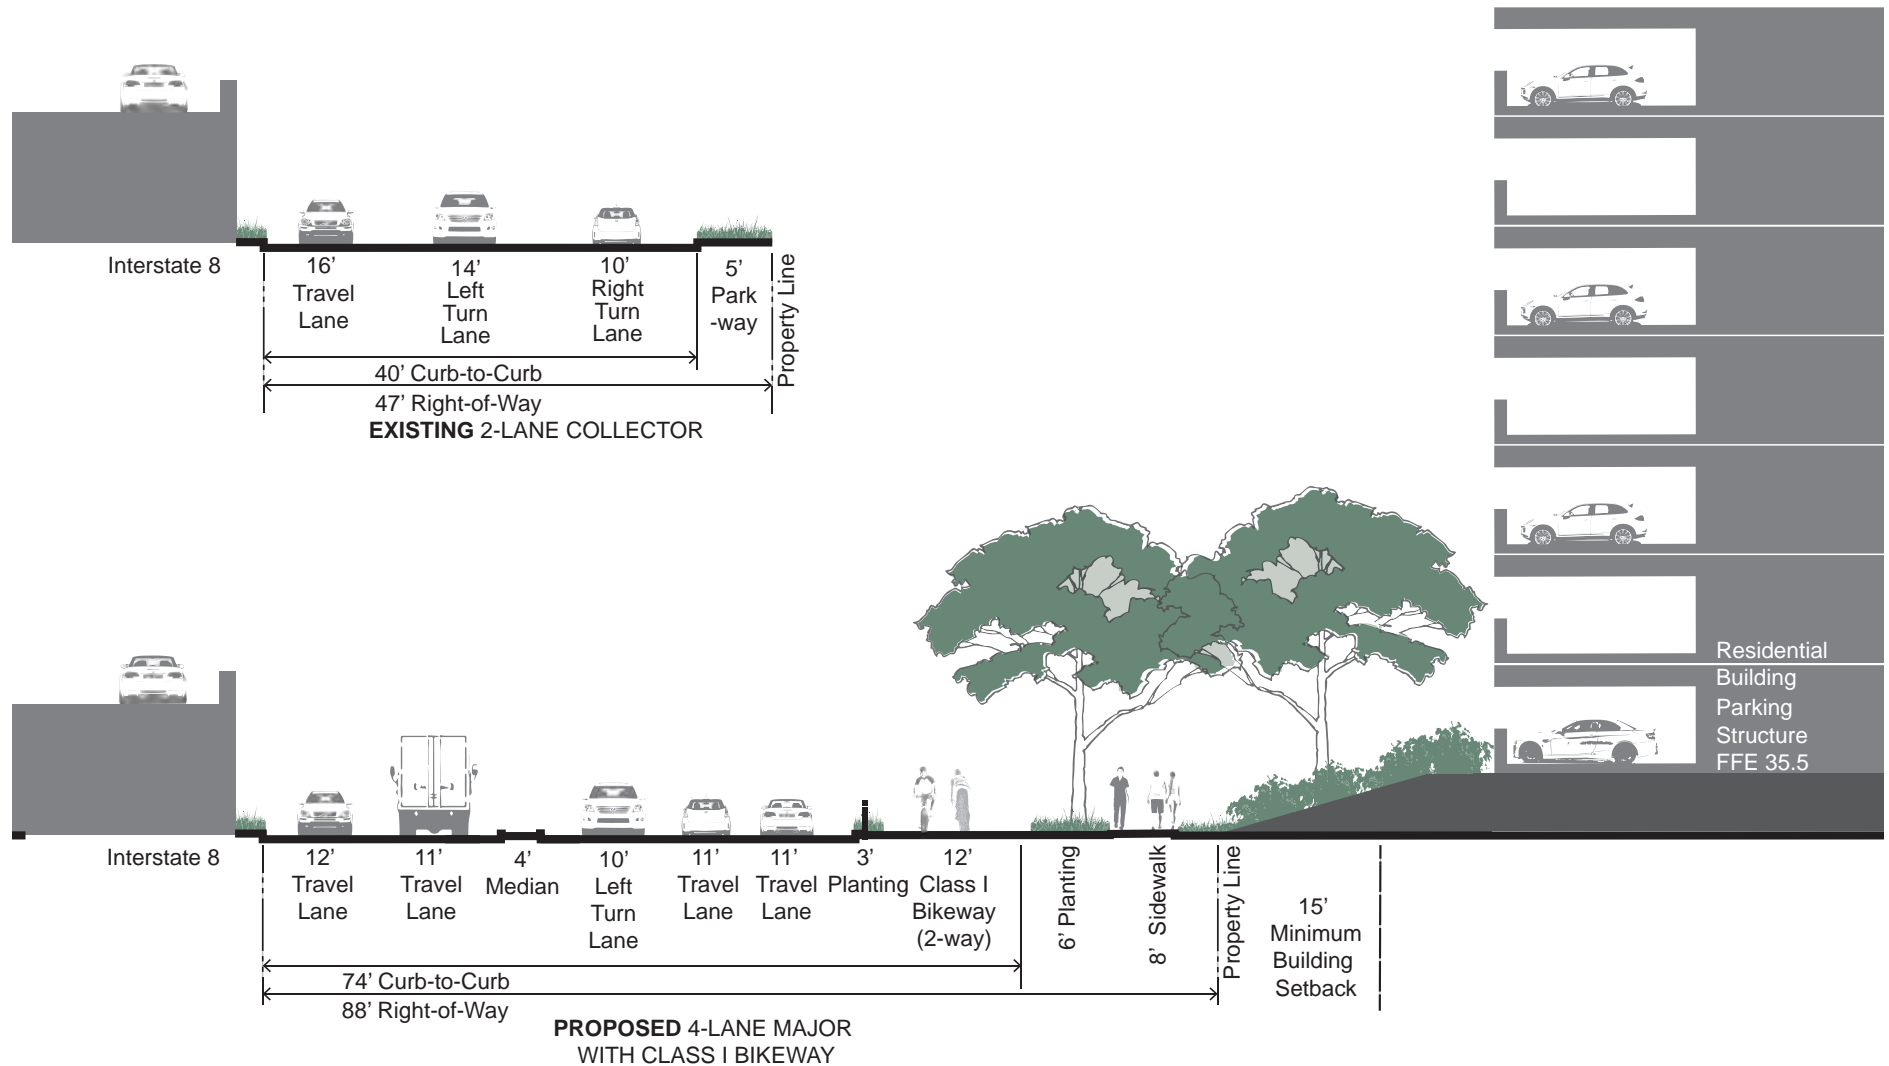 Interstate 8
16’
Travel
Lane
14’
Left
Turn
Lane
10’
Right
Turn
Lane
5’
Park
-way
Property Line
40’ Curb-to-Curb
47’ Right-of-Way
EXISTING 2-LANE COLLECTOR
Residential
Building
Parking
Structure
FFE 35.5
Interstate 8
12’
Travel
Lane
11’
Travel
Lane
4’
Median
10’
Left
Turn
Lane
11’
Travel
Lane
11’
Travel
Lane
3’
Planting
12’
Class I
Bikeway
(2-way)
6’ Planting
8’ Sidewalk
Property Line
15’
Minimum
Building
Setback
74’ Curb-to-Curb
88’ Right-of-Way
PROPOSED 4-LANE MAJOR
WITH CLASS I BIKEWAY